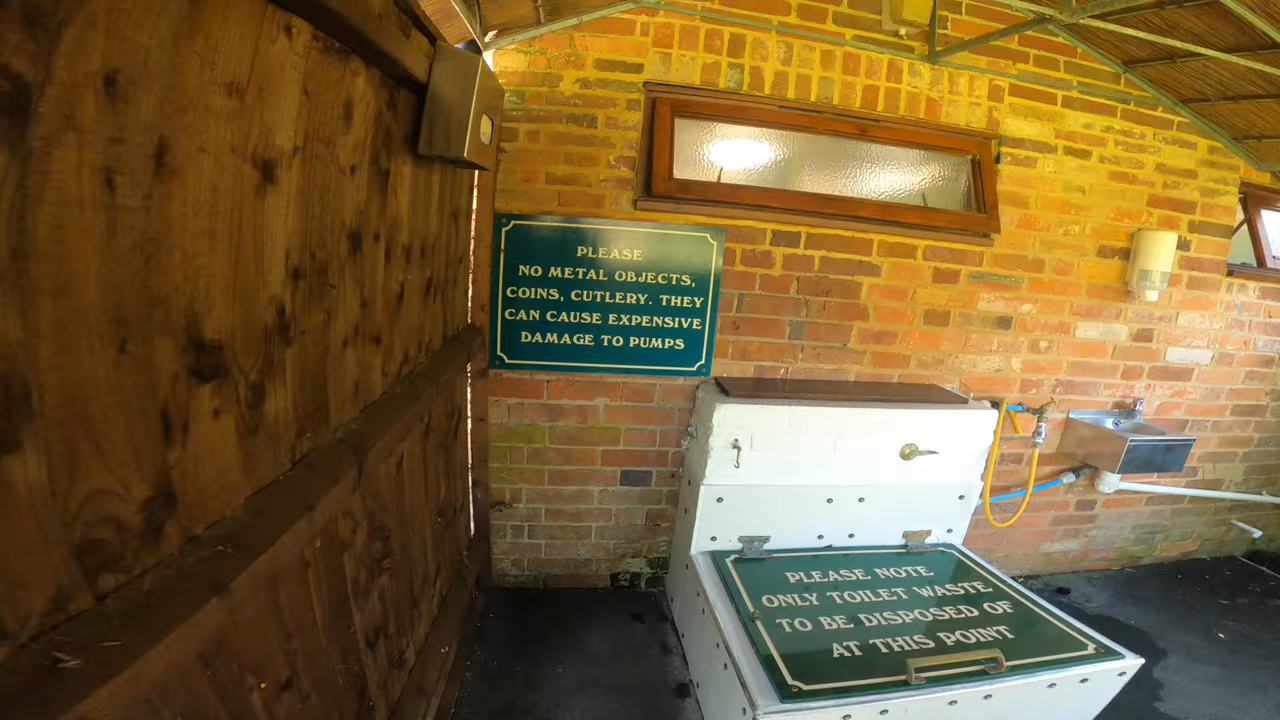 PLEASE
NO METAL OBJECTS,
COINS, CUTLERY. THEY
CAN CAUSE EXPENSIVE
DAMAGE TO PUMPS
PLEASE NOTE
ONLY TOILET WASTE
TO BE DISPOSED OF
AT THIS POINT